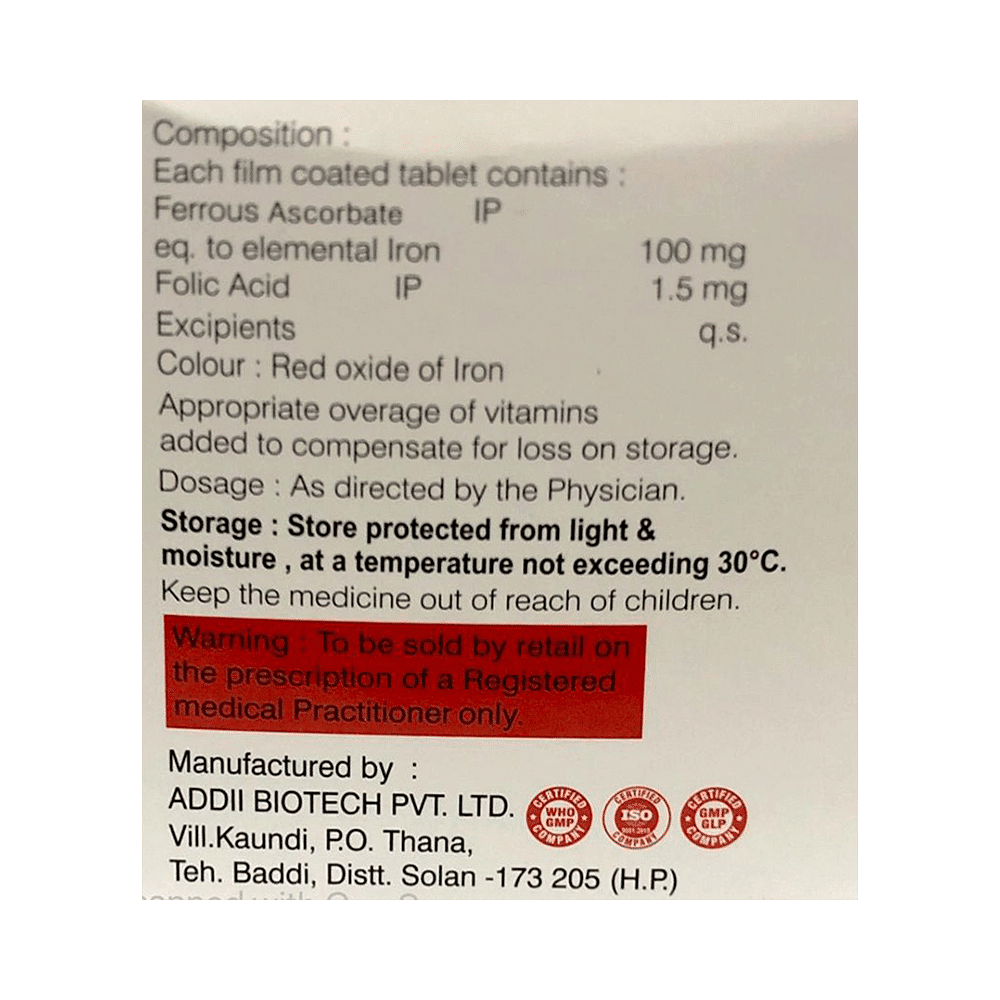 Composition :
Each film coated tablet contains :
Ferrous Ascorbate IP
eq. to elemental Iron 100 mg
Folic Acid IP 1.5 mg
Excipients q.s.
Colour : Red oxide of Iron
Appropriate overage of vitamins
added to compensate for loss on storage.
Dosage : As directed by the Physician.
Storage : Store protected from light &
moisture , at a temperature not exceeding 30°C.
Keep the medicine out of reach of children.
Warning : To be sold by retail on
the prescription of a Registered
medical Practitioner only.
Manufactured by :
ADDII BIOTECH PVT. LTD.
Vill.Kaundi, P.O. Thana,
Teh. Baddi, Distt. Solan -173 205 (H.P.)
CERTIFIED
WHO
GMP
COMPANY
CERTIFIED
ISO
COMPANY
CERTIFIED
GMP
GLP
COMPANY